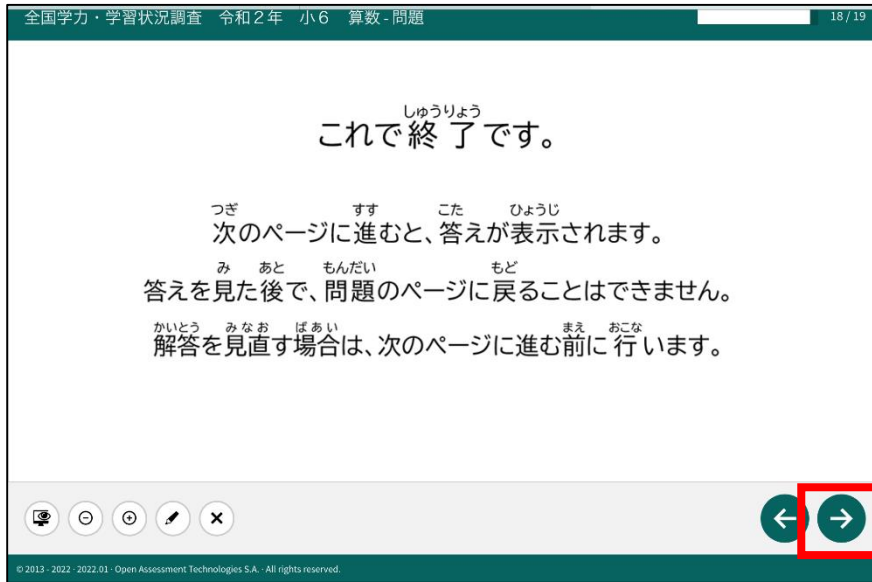 全国学力・学習状況調査 令和２年 小６ 算数 - 問題
18 / 19
しゅうりょう
これで終了です。
つぎ すす こた ひょうじ
次のページに進むと、答えが表示されます。
み あと もんだい もど
答えを見た後で、問題のページに戻ることはできません。
かいとう みなお ばあい まえ おこな
解答を見直す場合は、次のページに進む前に行います。
© 2013 - 2022 · 2022.01 · Open Assessment Technologies S.A. · All rights reserved.